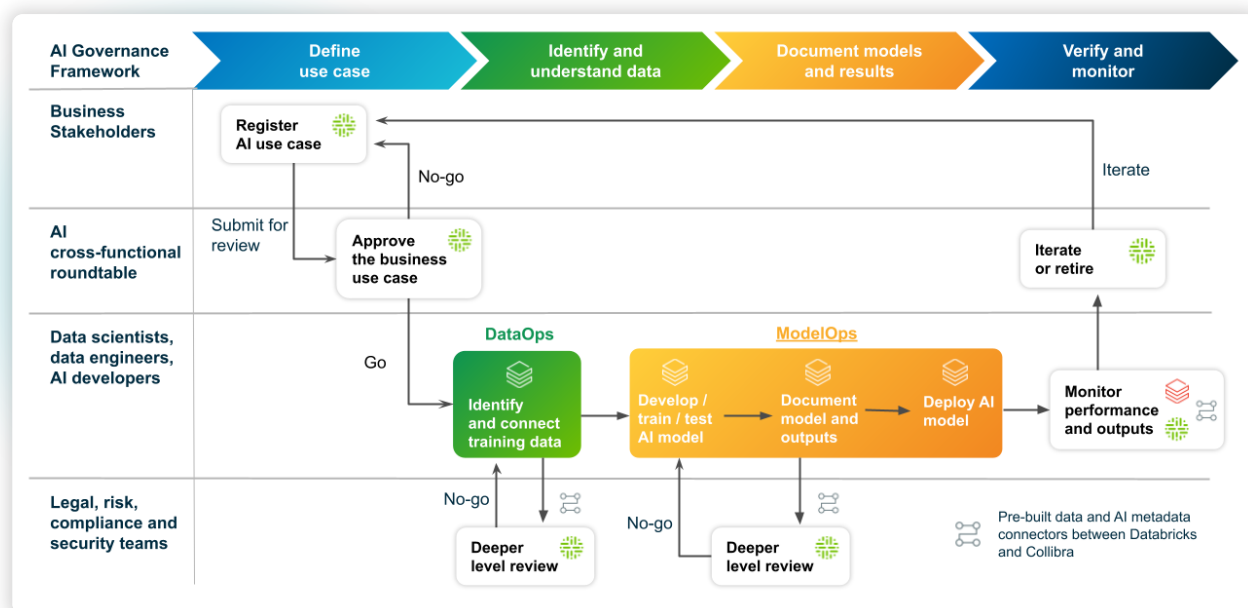 AI Governance
Framework
Define
use case
Identify and
understand data
Document models
and results
Verify and
monitor
Business
Stakeholders
Register
AI use case
No-go
Iterate
Submit for
review
AI
cross-functional
roundtable
Approve
the business
use case
Iterate
or retire
Data scientists,
data engineers,
AI developers
Go
DataOps
Identify
and connect
training data
ModelOps
Develop /
train / test
AI model
Document
model and
outputs
Deploy AI
model
Monitor
performance
and outputs
Legal, risk,
compliance and
security teams
No-go
Deeper
level review
No-go
Deeper
level review
Pre-built data and AI metadata
connectors between Databricks
and Collibra